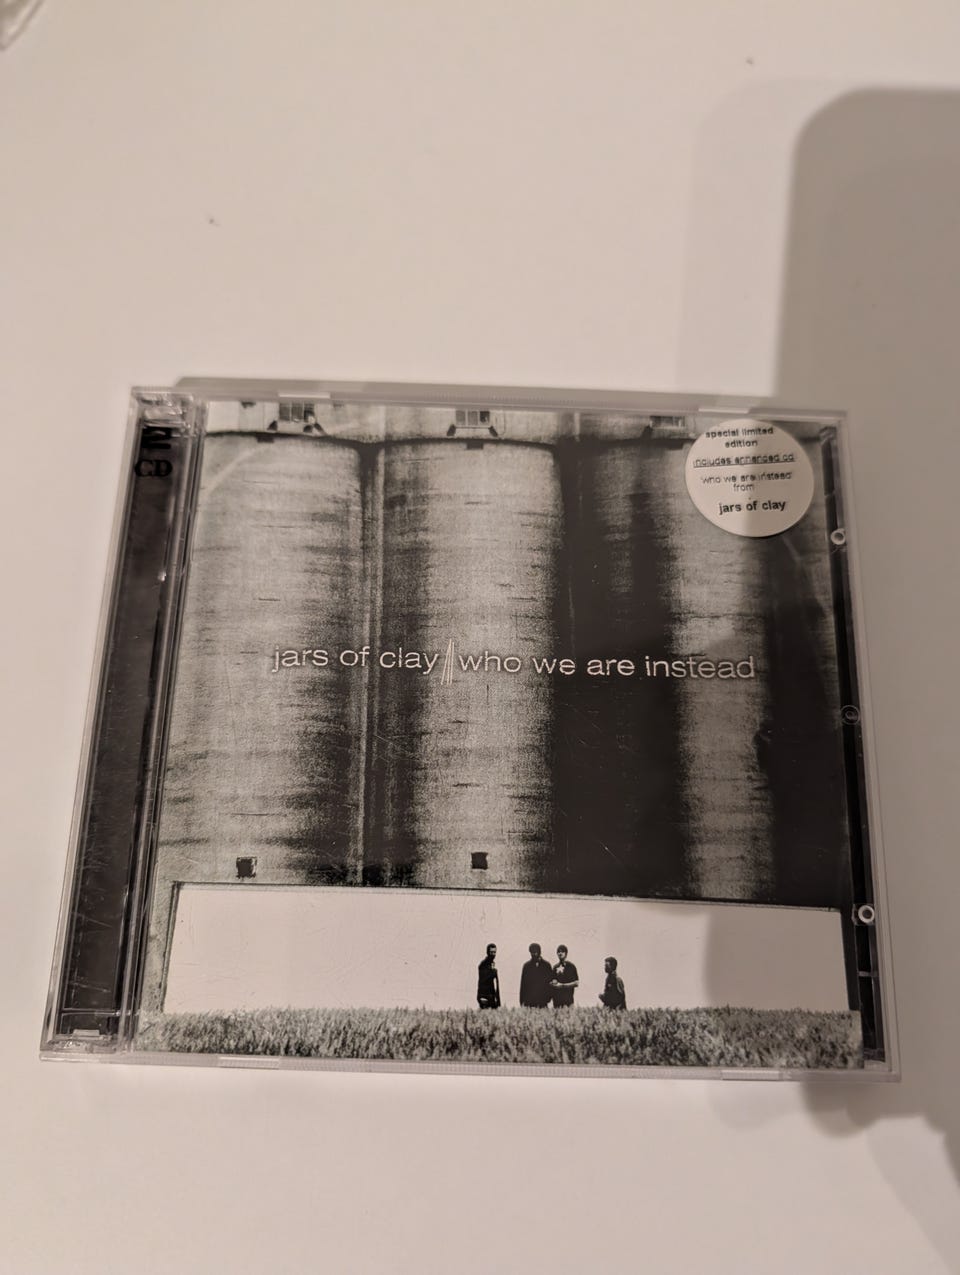 2
CD
special limited
edition
includes enhanced cd
'who we are instead'
from
jars of clay
jars of clay who we are instead